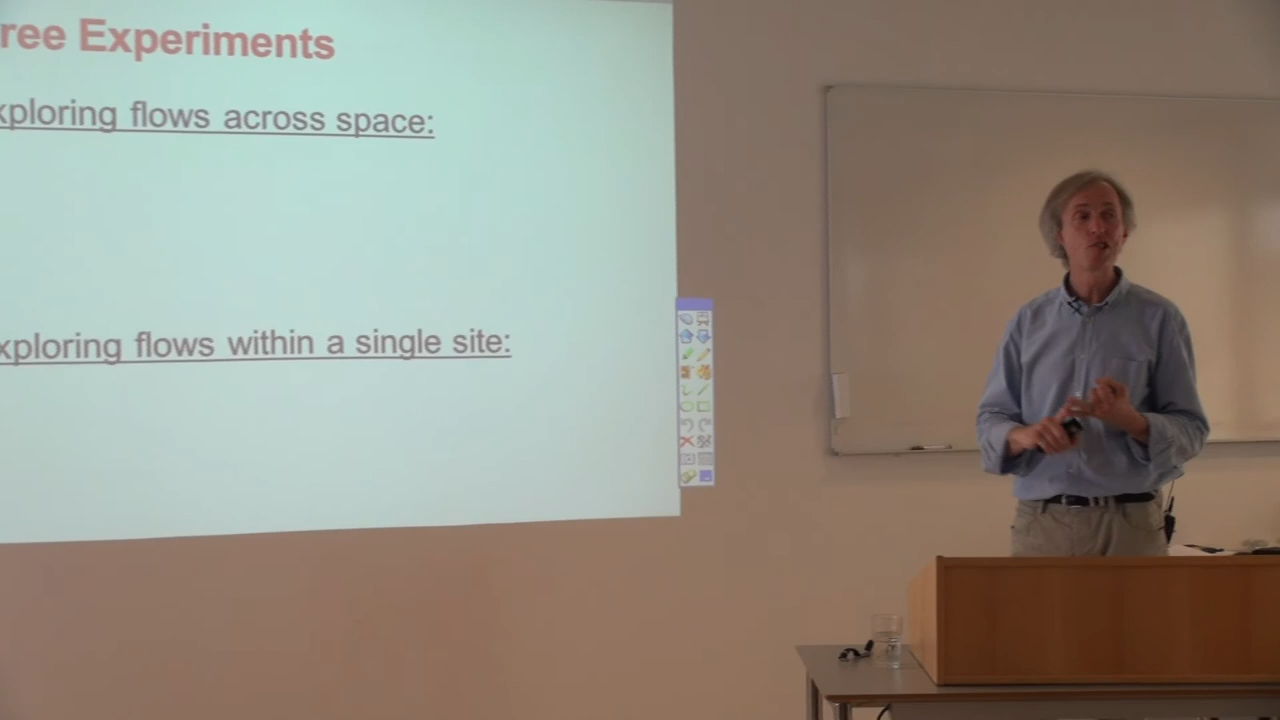 ree Experiments
xploring flows across space:
xploring flows within a single site: